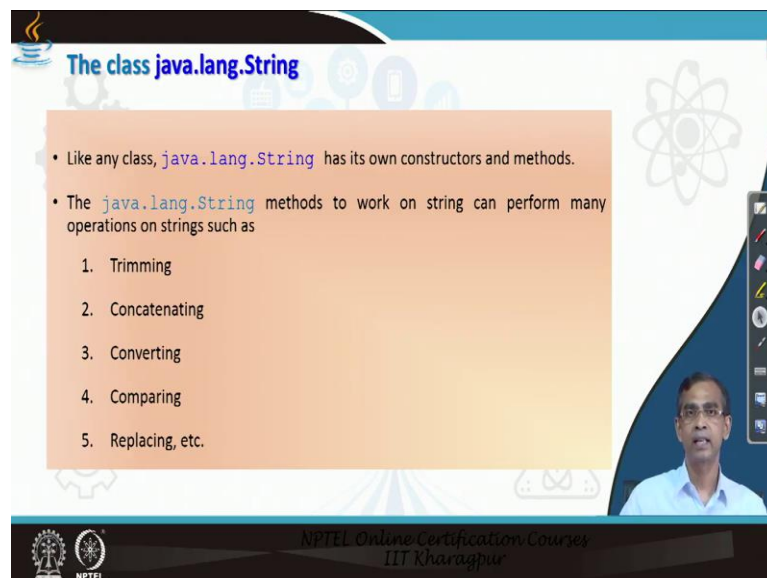 The class java.lang.String
• Like any class, java.lang.String has its own constructors and methods.
• The java.lang.String methods to work on string can perform many
operations on strings such as
1. Trimming
2. Concatenating
3. Converting
4. Comparing
5. Replacing, etc.
NPTEL Online Certification Courses
IIT Kharagpur
NPTEL